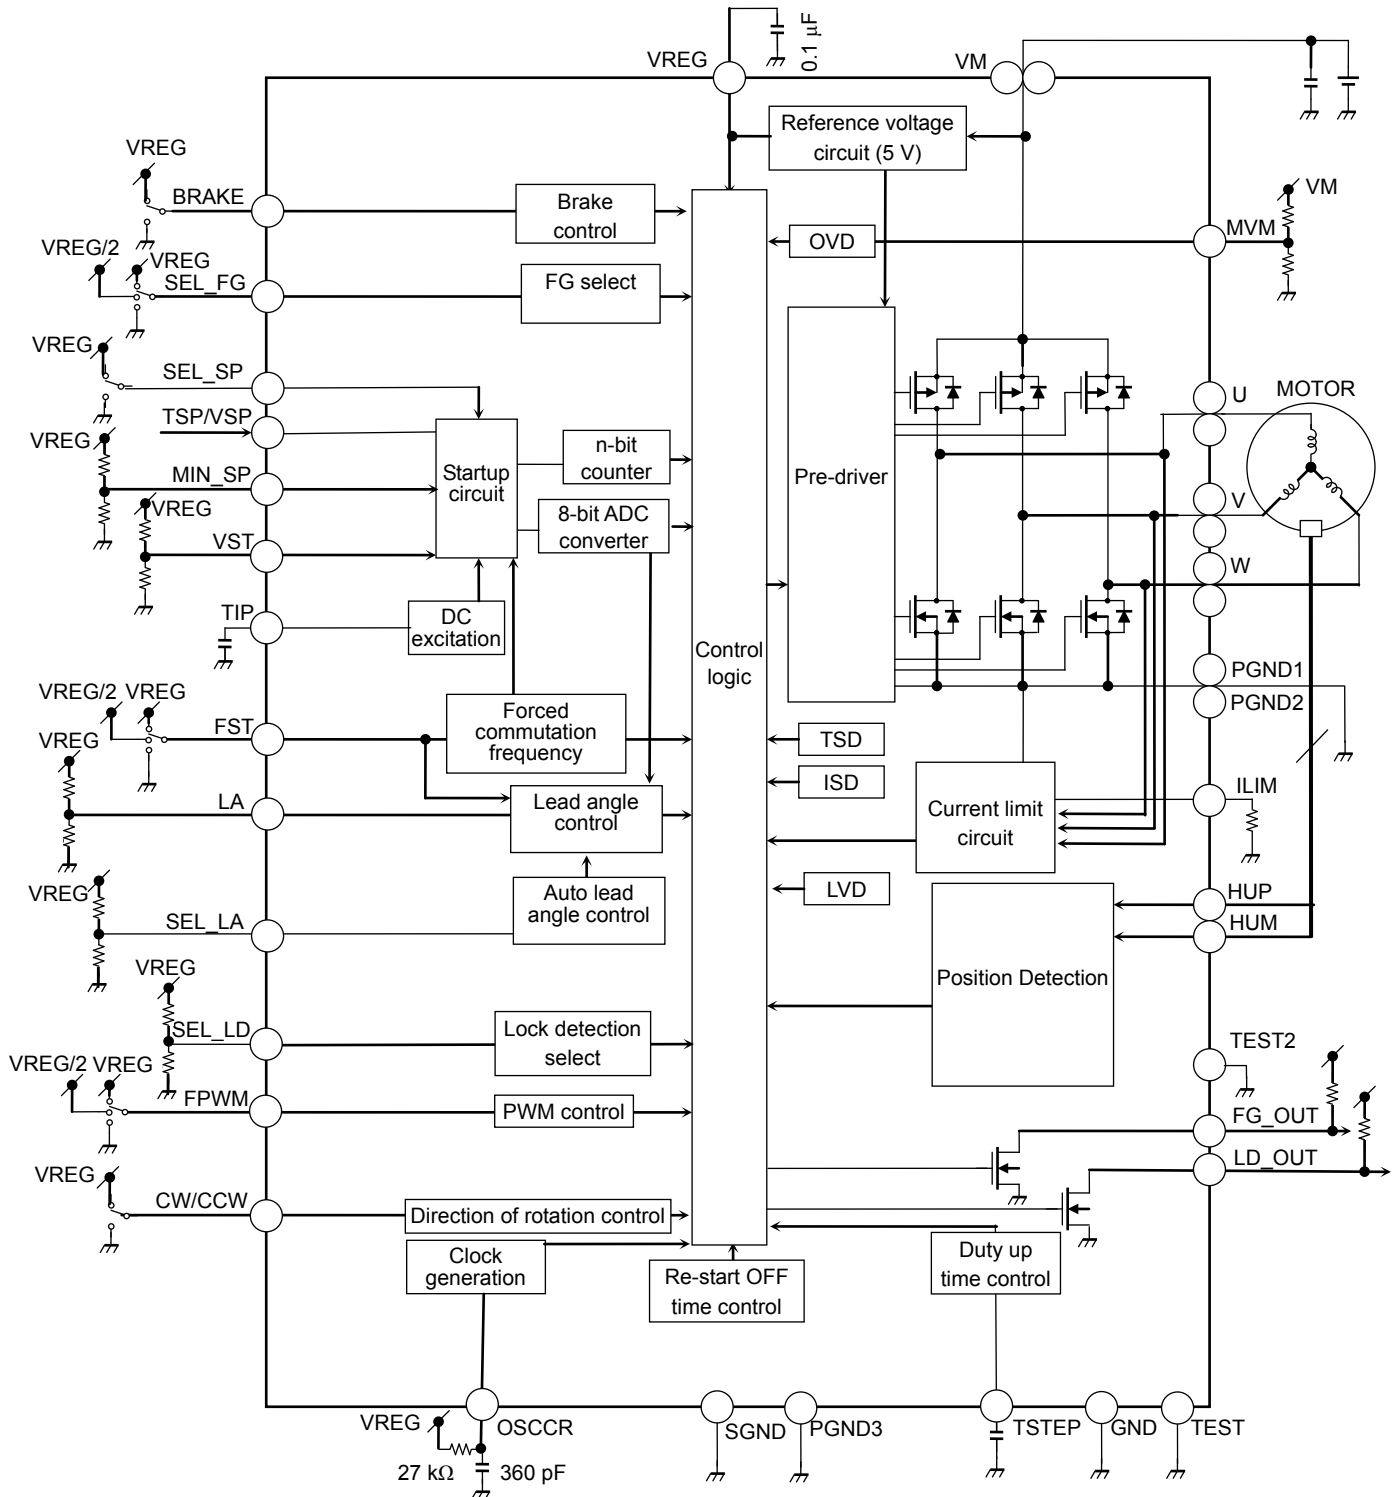 0.1 µF
VREG
VM
Reference voltage
circuit (5 V)
VREG
BRAKE
Brake
control
VM
MVM
OVD
VREG/2
VREG
SEL_FG
FG select
VREG
SEL_SP
TSP/VSP
VREG
MIN_SP
VREG
VST
Startup
circuit
n-bit
counter
8-bit ADC
converter
Pre-driver
U
MOTOR
V
W
TIP
DC
excitation
Control
logic
PGND1
PGND2
VREG/2
VREG
FST
Forced
commutation
frequency
TSD
ISD
VREG
LA
Lead angle
control
Current limit
circuit
ILIM
VREG
SEL_LA
Auto lead
angle control
LVD
HUP
HUM
Position Detection
VREG
SEL_LD
Lock detection
select
TEST2
VREG/2
VREG
FPWM
PWM control
FG_OUT
LD_OUT
VREG
CW/CCW
Direction of rotation control
Clock
generation
Re-start OFF
time control
Duty up
time control
VREG
OSCCR
27 kΩ
360 pF
SGND
PGND3
TSTEP
GND
TEST